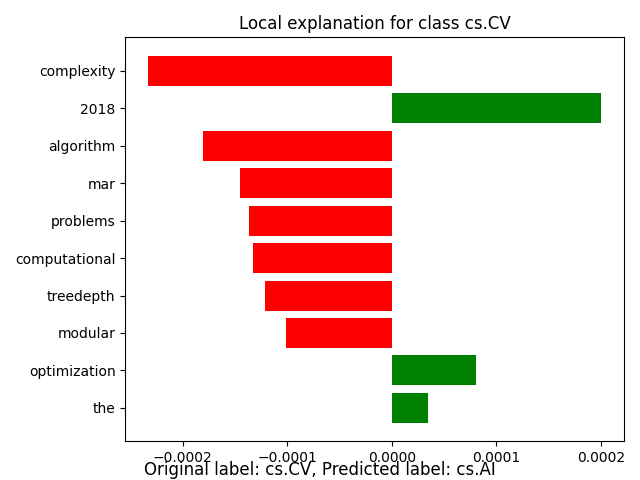 Local explanation for class cs.CV
complexity
2018
algorithm
mar
problems
computational
treedepth
modular
optimization
the
−0.0002 −0.0001 0.0000 0.0001 0.0002
Original label: cs.CV, Predicted label: cs.AI